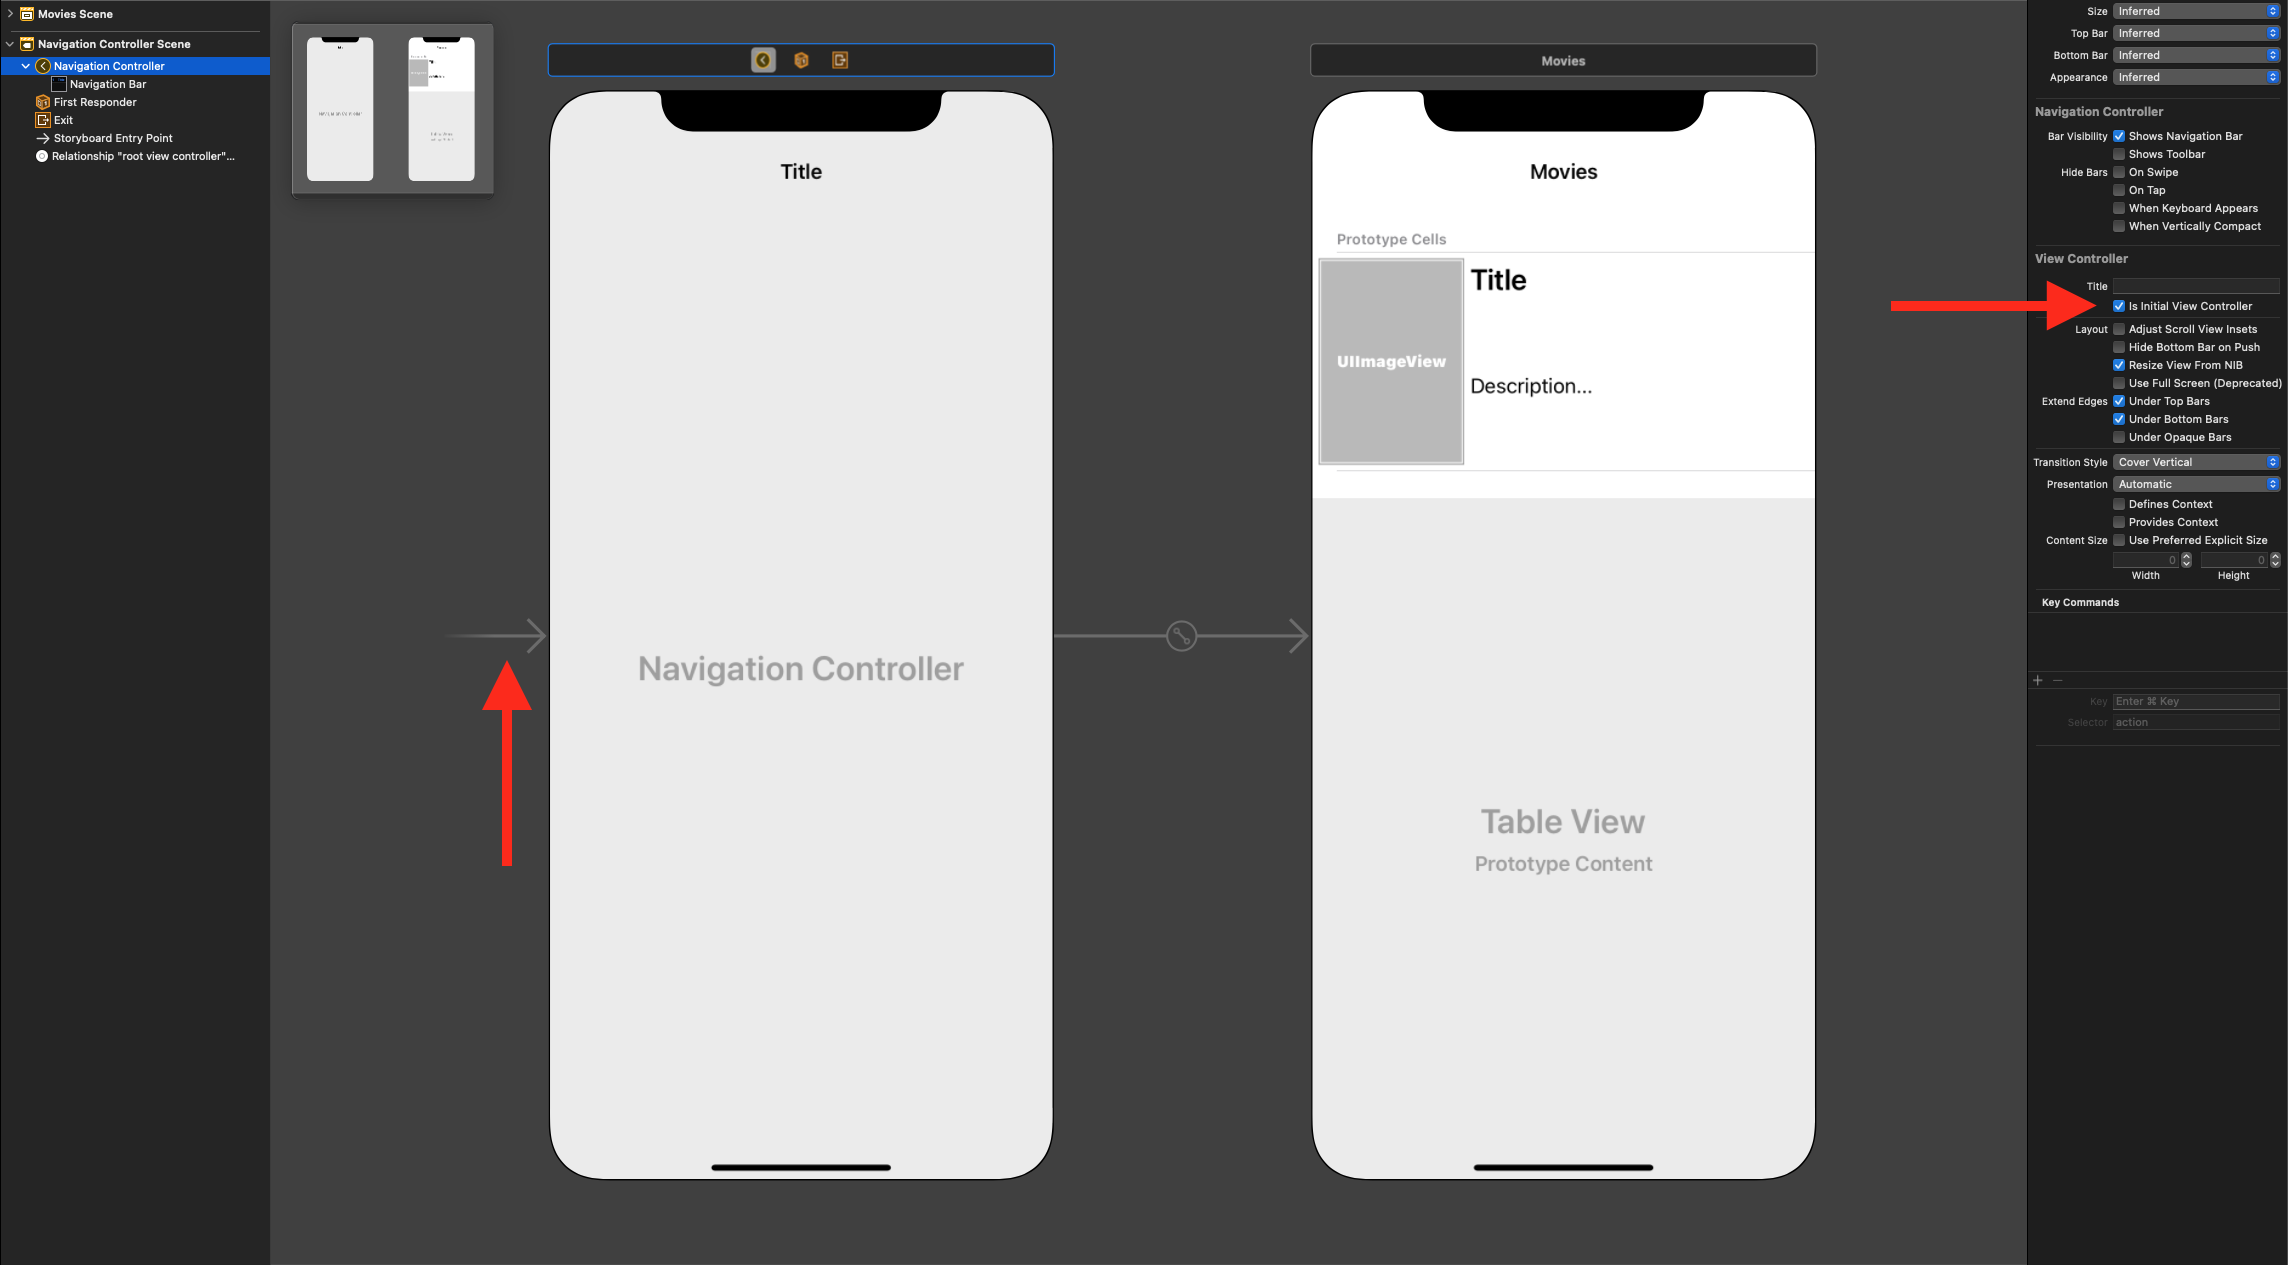 Movies Scene
Navigation Controller Scene
Navigation Controller
Navigation Bar
First Responder
Exit
Storyboard Entry Point
Relationship "root view controller"...
Title
Navigation Controller
Movies
Movies
Prototype Cells
Title
UIImageView
Description...
Table View
Prototype Content
Size Inferred
Top Bar Inferred
Bottom Bar Inferred
Appearance Inferred
Navigation Controller
Bar Visibility Shows Navigation Bar
Shows Toolbar
Hide Bars On Swipe
On Tap
When Keyboard Appears
When Vertically Compact
View Controller
Title
Is Initial View Controller
Layout Adjust Scroll View Insets
Hide Bottom Bar on Push
Resize View From NIB
Use Full Screen (Deprecated)
Extend Edges Under Top Bars
Under Bottom Bars
Under Opaque Bars
Transition Style Cover Vertical
Presentation Automatic
Defines Context
Provides Context
Content Size Use Preferred Explicit Size
0 0
Width Height
Key Commands
Key Enter ⌘ Key
Selector action